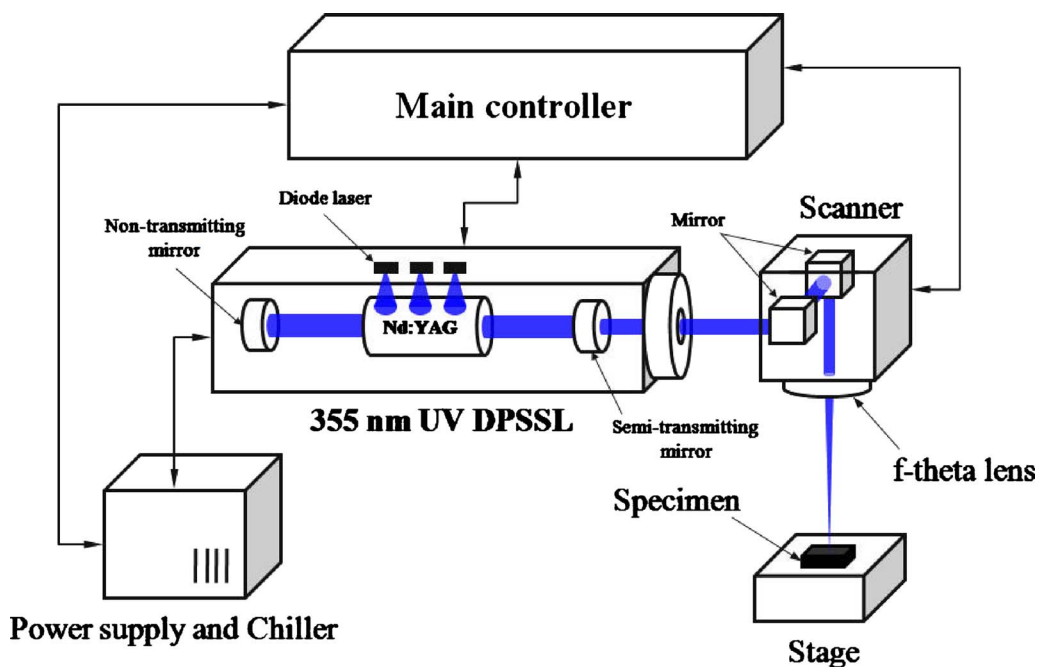 Main controller
Diode laser
Non-transmitting
mirror
Mirror
Scanner
Nd:YAG
355 nm UV DPSSL
Semi-transmitting
mirror
f-theta lens
Specimen
Power supply and Chiller
Stage